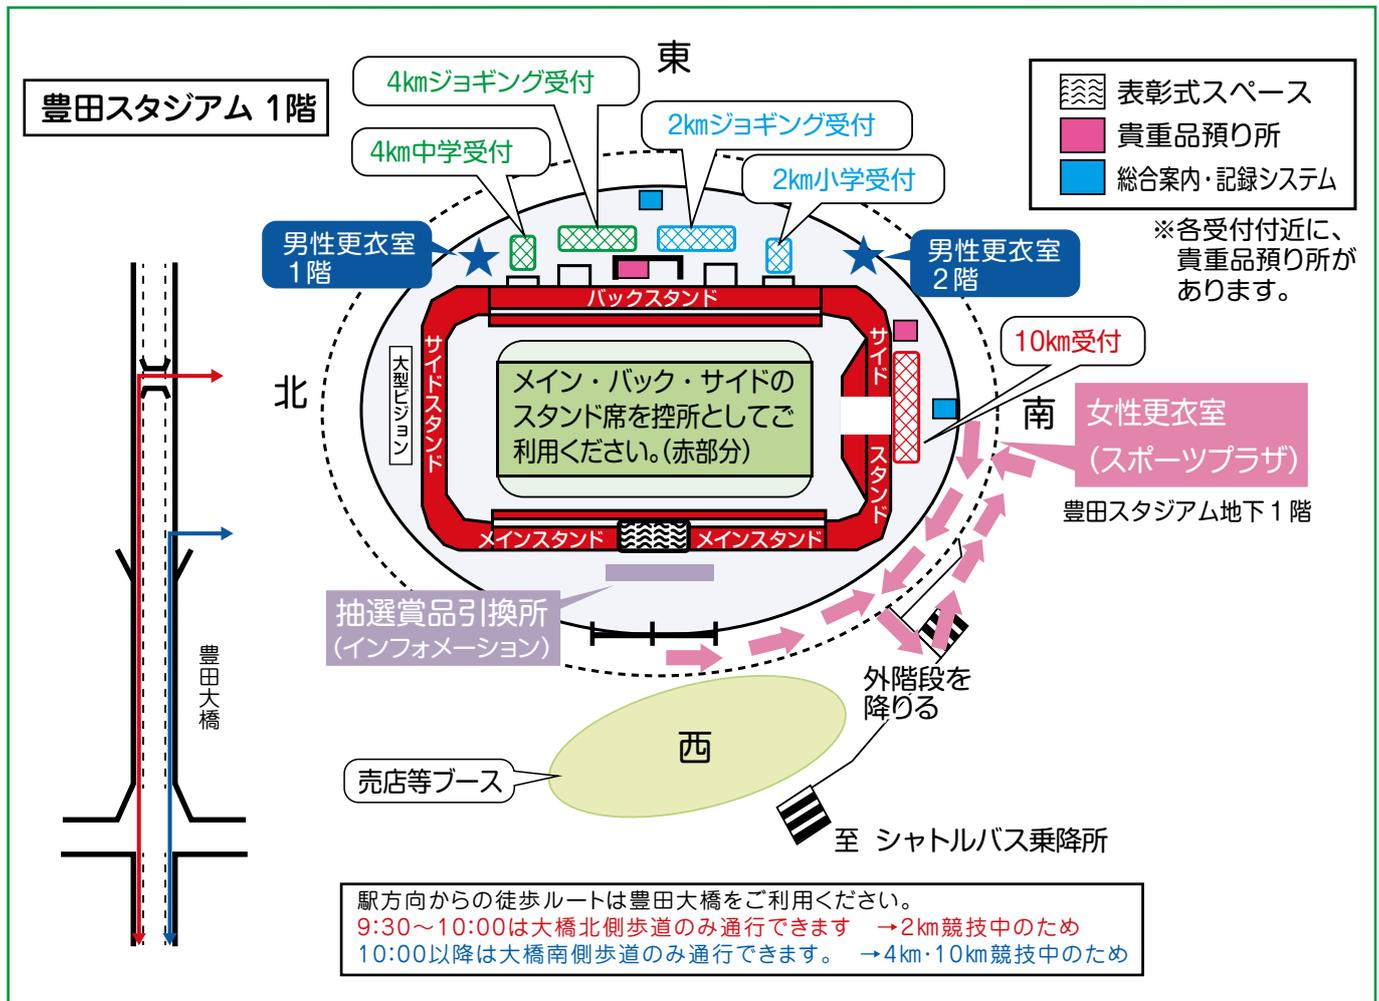 東
豊田スタジアム 1階
4㎞ジョギング受付
2㎞ジョギング受付
4㎞中学受付
2㎞小学受付
表彰式スペース
貴重品預り所
総合案内・記録システム
※各受付付近に、
貴重品預り所が
あります。
男性更衣室
1階
男性更衣室
2階
バックスタンド
10㎞受付
北
大型ビジョン
サイドスタンド
メイン・バック・サイドの
スタンド席を控所としてご
利用ください。(赤部分)
サイド
スタンド
南
女性更衣室
(スポーツプラザ)
豊田スタジアム地下1階
メインスタンド
メインスタンド
抽選賞品引換所
(インフォメーション)
豊田大橋
外階段を
降りる
西
売店等ブース
至 シャトルバス乗降所
駅方向からの徒歩ルートは豊田大橋をご利用ください。
9:30～10:00は大橋北側歩道のみ通行できます →2㎞競技中のため
10:00以降は大橋南側歩道のみ通行できます。 →4㎞・10㎞競技中のため